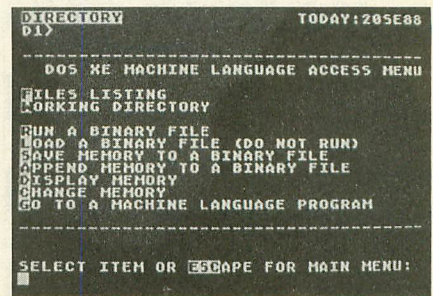 DIRECTORY TODAY:20SE88
D1>
DOS XE MACHINE LANGUAGE ACCESS MENU
FILES LISTING
WORKING DIRECTORY
RUN A BINARY FILE
LOAD A BINARY FILE (DO NOT RUN)
SAVE MEMORY TO A BINARY FILE
APPEND MEMORY TO A BINARY FILE
DISPLAY MEMORY
CHANGE MEMORY
GO TO A MACHINE LANGUAGE PROGRAM
SELECT ITEM OR ESCAPE FOR MAIN MENU: